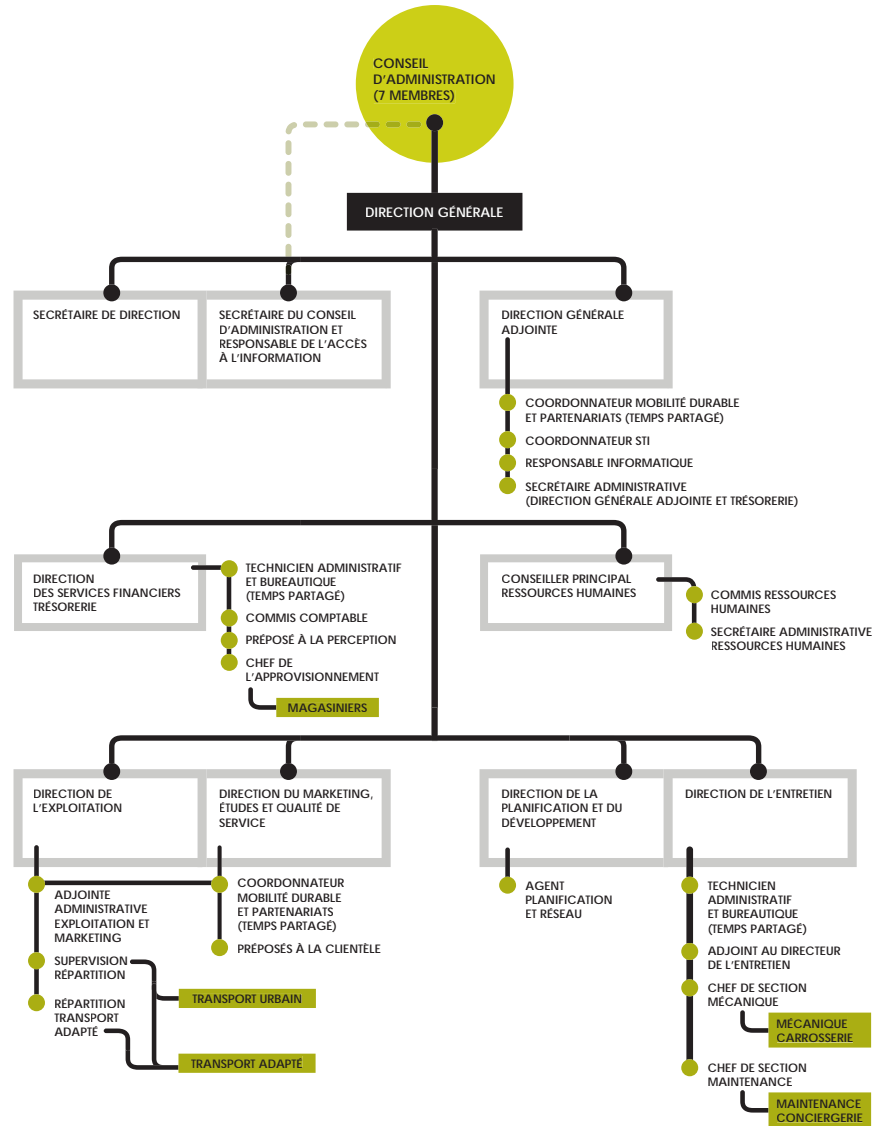 CONSEIL
D'ADMINISTRATION
(7 MEMBRES)
DIRECTION GÉNÉRALE
SECRÉTAIRE DE DIRECTION
SECRÉTAIRE DU CONSEIL
D'ADMINISTRATION ET
RESPONSABLE DE L'ACCÈS
À L'INFORMATION
DIRECTION GÉNÉRALE
ADJOINTE
COORDONNATEUR MOBILITÉ DURABLE
ET PARTENARIATS (TEMPS PARTAGÉ)
COORDONNATEUR STI
RESPONSABLE INFORMATIQUE
SECRÉTAIRE ADMINISTRATIVE
(DIRECTION GÉNÉRALE ADJOINTE ET TRÉSORERIE)
DIRECTION
DES SERVICES FINANCIERS
TRÉSORERIE
TECHNICIEN ADMINISTRATIF
ET BUREAUTIQUE
(TEMPS PARTAGÉ)
COMMIS COMPTABLE
PRÉPOSÉ À LA PERCEPTION
CHEF DE
L'APPROVISIONNEMENT
MAGASINIERS
CONSEILLER PRINCIPAL
RESSOURCES HUMAINES
COMMIS RESSOURCES
HUMAINES
SECRÉTAIRE ADMINISTRATIVE
RESSOURCES HUMAINES
DIRECTION DE
L'EXPLOITATION
ADJOINTE
ADMINISTRATIVE
EXPLOITATION ET
MARKETING
SUPERVISION
RÉPARTITION
RÉPARTITION
TRANSPORT
ADAPTÉ
TRANSPORT URBAIN
TRANSPORT ADAPTÉ
DIRECTION DU MARKETING,
ÉTUDES ET QUALITÉ DE
SERVICE
COORDONNATEUR
MOBILITÉ DURABLE
ET PARTENARIATS
(TEMPS PARTAGÉ)
PRÉPOSÉS À LA CLIENTÈLE
DIRECTION DE LA
PLANIFICATION ET DU
DÉVELOPPEMENT
AGENT
PLANIFICATION
ET RÉSEAU
DIRECTION DE L'ENTRETIEN
TECHNICIEN
ADMINISTRATIF
ET BUREAUTIQUE
(TEMPS PARTAGÉ)
ADJOINT AU DIRECTEUR
DE L'ENTRETIEN
CHEF DE SECTION
MÉCANIQUE
MÉCANIQUE
CARROSSERIE
CHEF DE SECTION
MAINTENANCE
MAINTENANCE
CONCIERGERIE